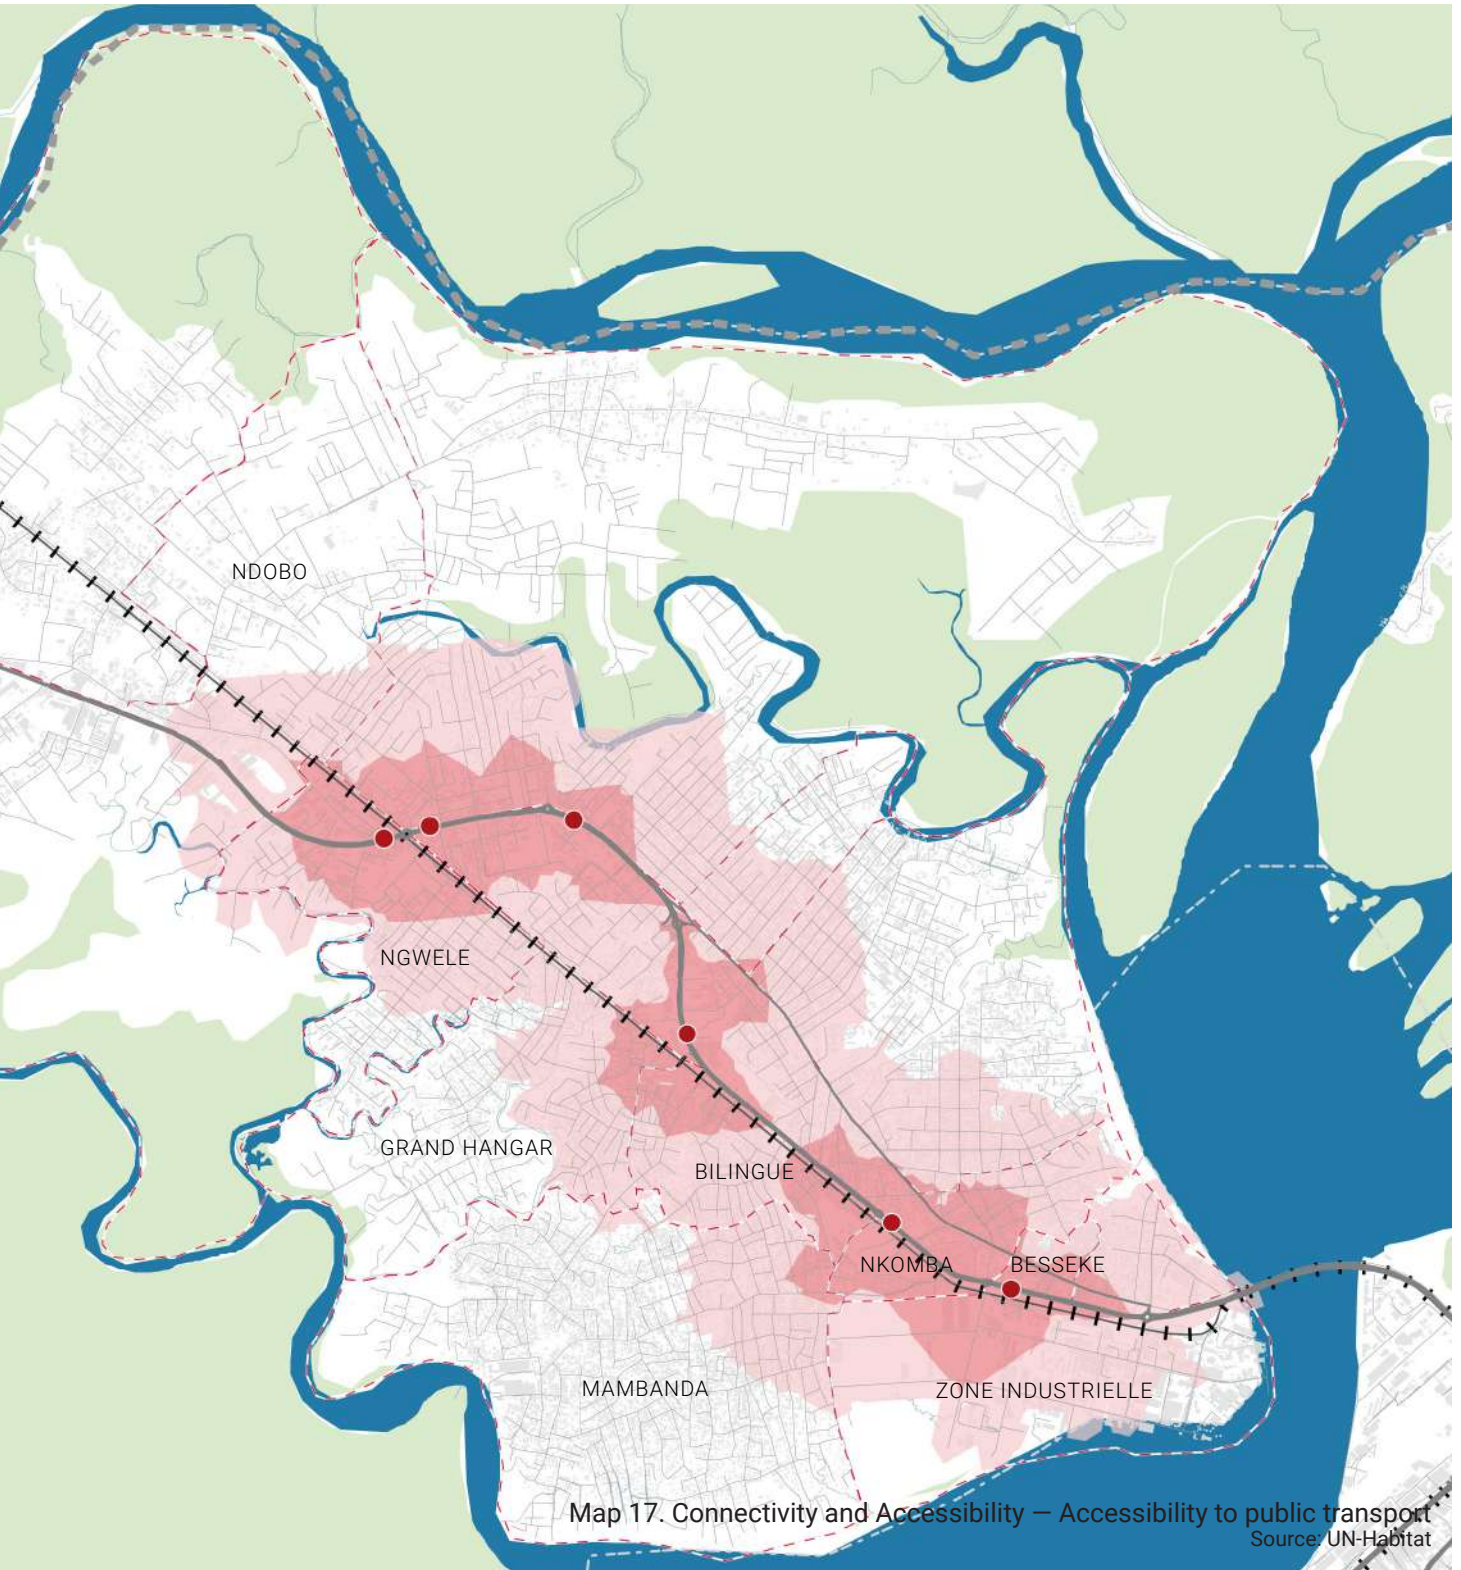 NDOBO
NGWELE
GRAND HANGAR
BILINGUE
NKOMBA
BESSEKE
MAMBANDA
ZONE INDUSTRIELLE
Map 17. Connectivity and Accessibility — Accessibility to public transport
Source: UN-Habitat